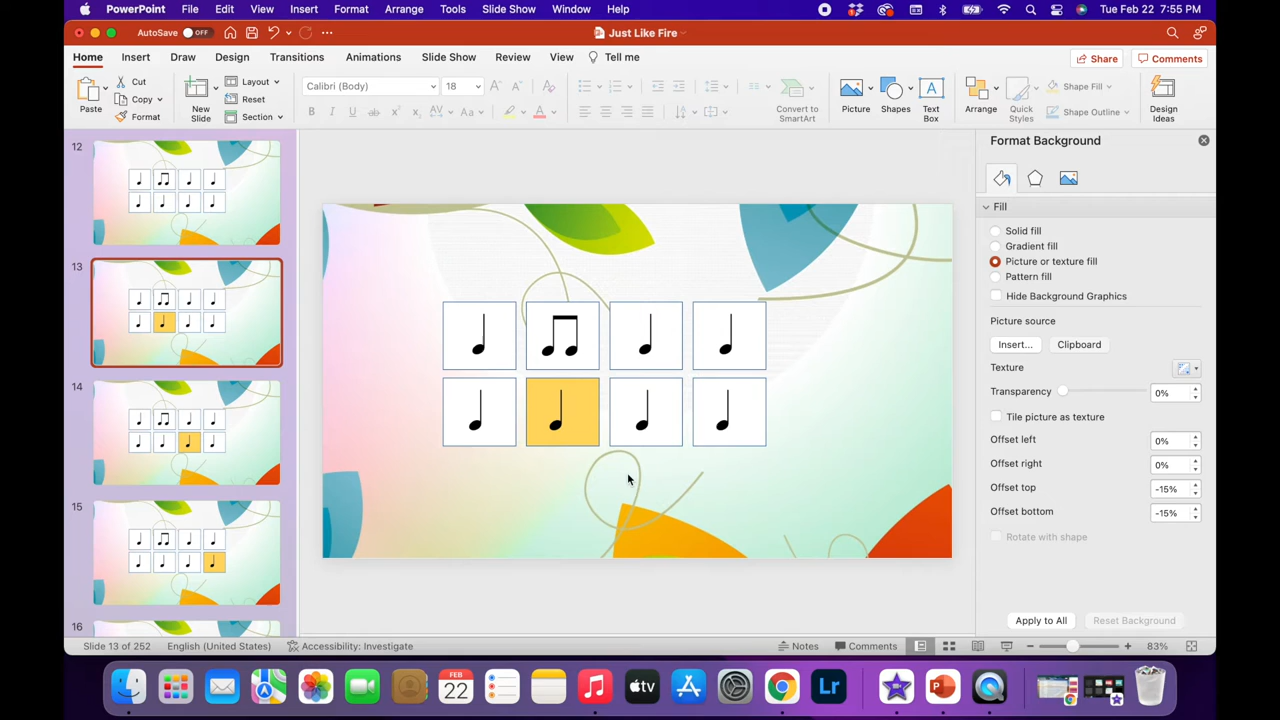 PowerPoint File Edit View Insert Format Arrange Tools Slide Show Window Help Tue Feb 22 7:55 PM
AutoSave OFF Just Like Fire
Home Insert Draw Design Transitions Animations Slide Show Review View Tell me Share Comments
Paste Cut Copy Format
New Slide Layout Reset Section
Calibri (Body) 18
Convert to SmartArt
Picture Shapes Text Box Arrange Quick Styles Shape Fill Shape Outline Design Ideas
12
13
14
15
16
Format Background
Fill
Solid fill
Gradient fill
Picture or texture fill
Pattern fill
Hide Background Graphics
Picture source
Insert... Clipboard
Texture
Transparency 0%
Tile picture as texture
Offset left 0%
Offset right 0%
Offset top -15%
Offset bottom -15%
Rotate with shape
Apply to All Reset Background
Slide 13 of 252 English (United States) Accessibility: Investigate Notes Comments 83%
FEB
22
tv
Lr
P